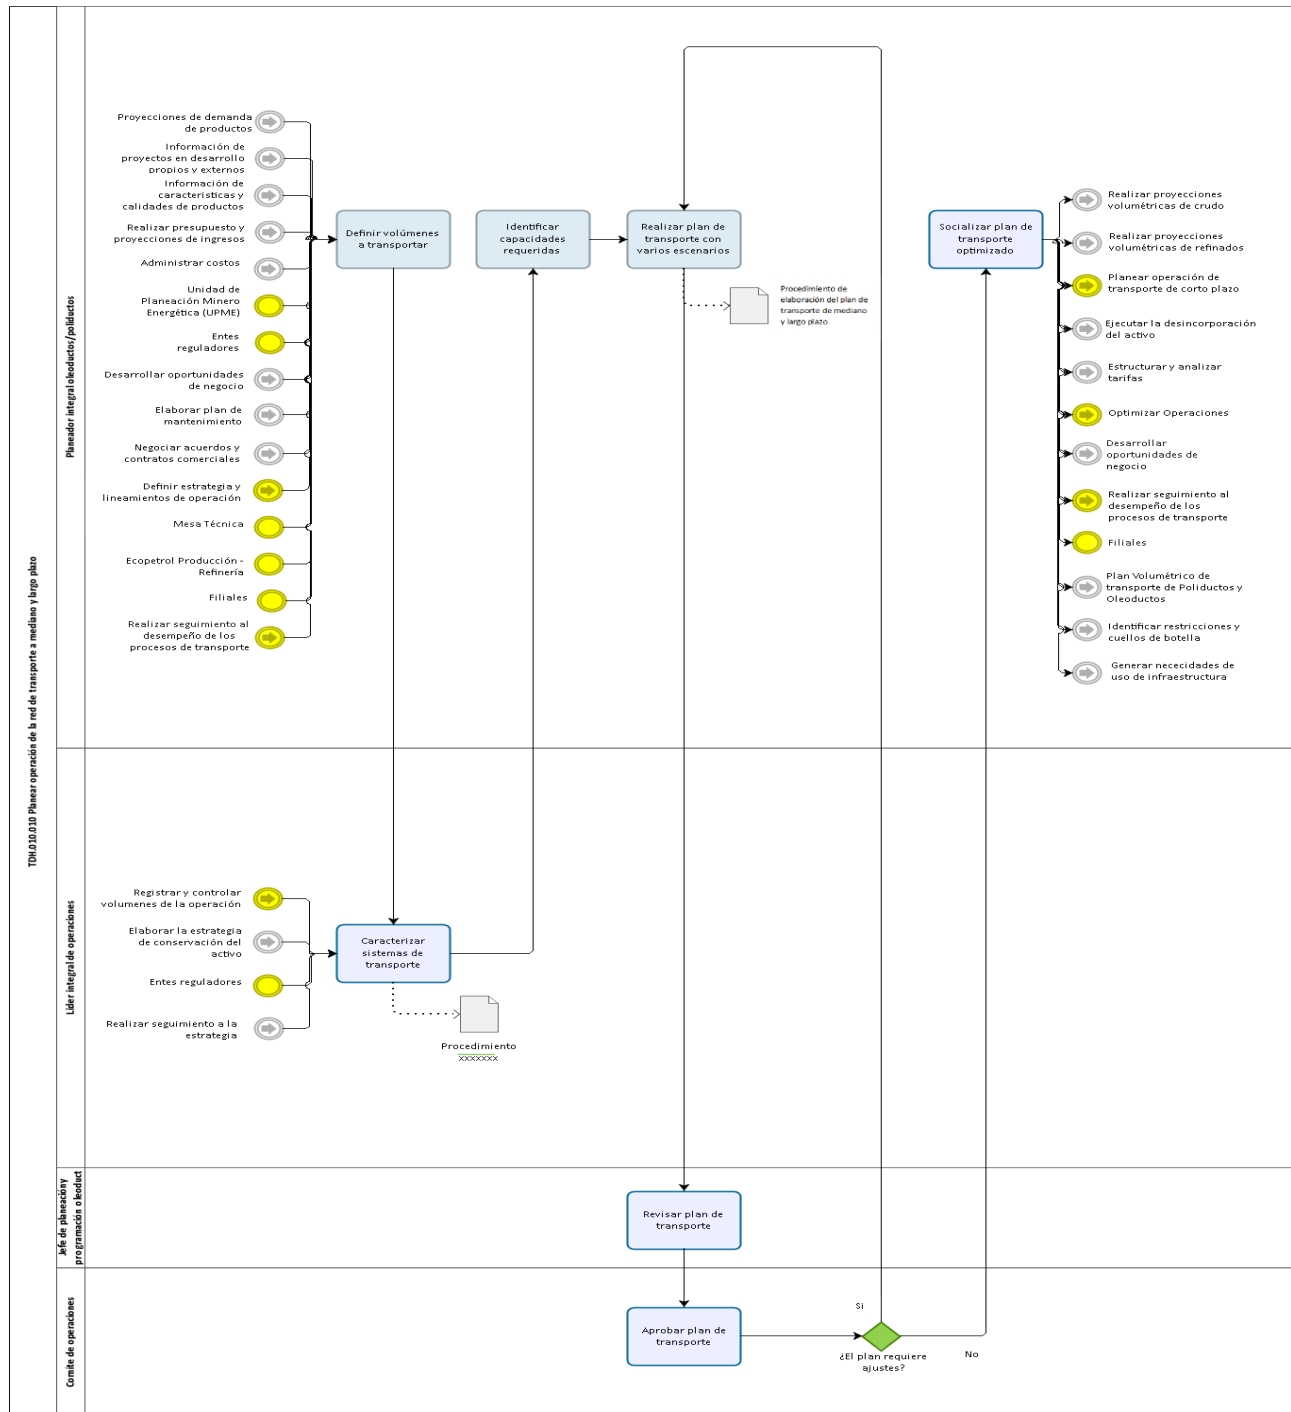 TDH.010.010 Planear operación de la red de transporte a mediano y largo plazo
Planeador integral oleoductos/poliductos
Proyecciones de demanda
de productos
Información de
proyectos en desarrollo
propios y externos
Información de
caracteristicas y
calidades de productos
Realizar presupuesto y
proyecciones de ingresos
Administrar costos
Unidad de
Planeación Minero
Energética (UPME)
Entes
reguladores
Desarrollar oportunidades
de negocio
Elaborar plan de
mantenimiento
Negociar acuerdos y
contratos comerciales
Definir estrategia y
lineamientos de operación
Mesa Técnica
Ecopetrol Producción -
Refinería
Filiales
Realizar seguimiento al
desempeño de los
procesos de transporte
Definir volúmenes
a transportar
Identificar
capacidades
requeridas
Realizar plan de
transporte con
varios escenarios
Procedimiento de
elaboración del plan de
transporte de mediano
y largo plazo
Socializar plan de
transporte
optimizado
Realizar proyecciones
volumétricas de crudo
Realizar proyecciones
volumétricas de refinados
Planear operación de
transporte de corto plazo
Ejecutar la desincorporación
del activo
Estructurar y analizar
tarifas
Optimizar Operaciones
Desarrollar
oportunidades de
negocio
Realizar seguimiento al
desempeño de los
procesos de transporte
Filiales
Plan Volumétrico de
transporte de Poliductos y
Oleoductos
Identificar restricciones y
cuellos de botella
Generar nececidades de
uso de infraestructura
Lider integral de operaciones
Registrar y controlar
volumenes de la operación
Elaborar la estrategia
de conservación del
activo
Entes reguladores
Realizar seguimiento a la
estrategia
Caracterizar
sistemas de
transporte
Procedimiento
xxxxxxx
Jefe de planeación y
programación oleoduct
Revisar plan de
transporte
Comite de operaciones
Aprobar plan de
transporte
Si
¿El plan requiere
ajustes?
No